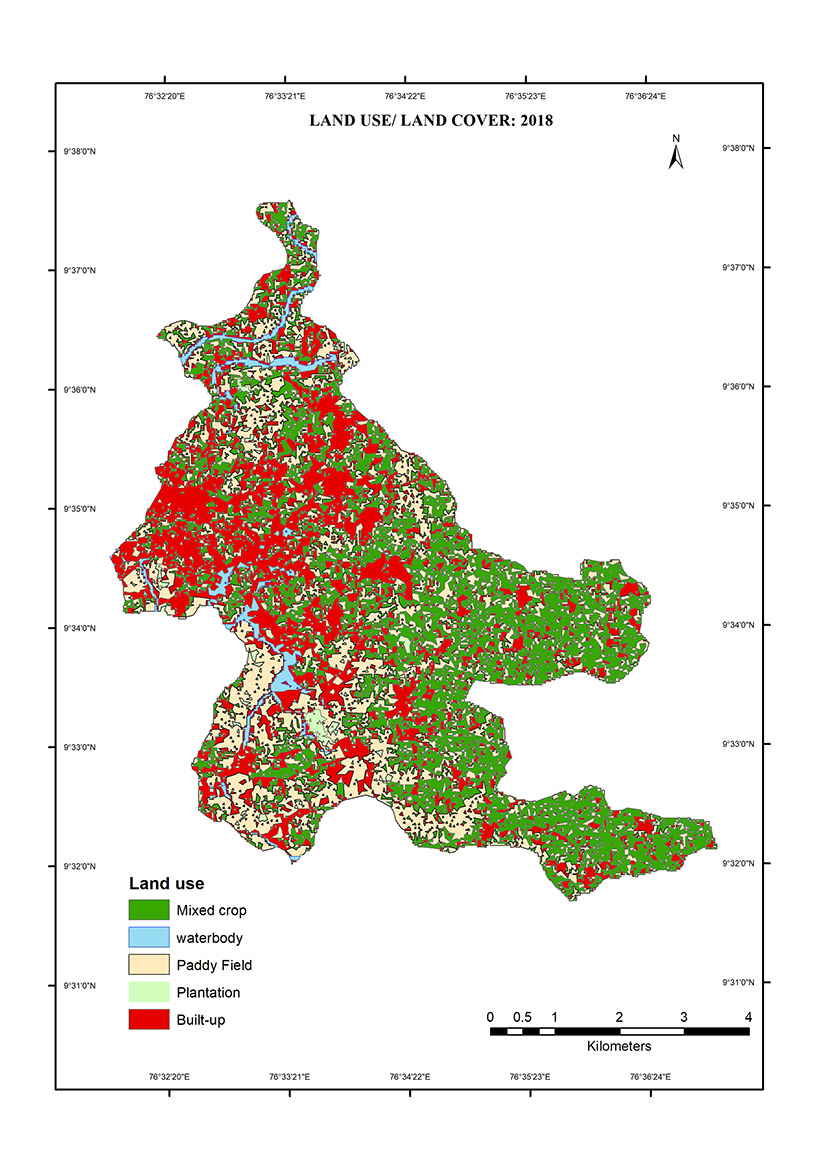 76°32'20"E 76°33'21"E 76°34'22"E 76°35'23"E 76°36'24"E
LAND USE/ LAND COVER: 2018
N
9°38'0"N 9°38'0"N
9°37'0"N 9°37'0"N
9°36'0"N 9°36'0"N
9°35'0"N 9°35'0"N
9°34'0"N 9°34'0"N
9°33'0"N 9°33'0"N
9°32'0"N 9°32'0"N
Land use
Mixed crop
waterbody
Paddy Field
Plantation
Built-up
9°31'0"N 9°31'0"N
0 0.5 1 2 3 4
Kilometers
76°32'20"E 76°33'21"E 76°34'22"E 76°35'23"E 76°36'24"E